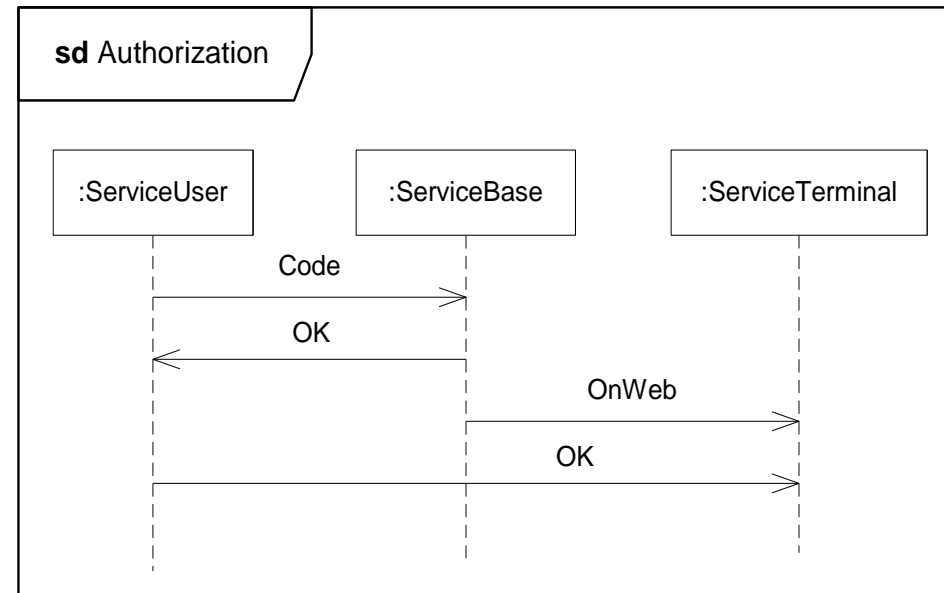 sd Authorization
:ServiceUser
:ServiceBase
:ServiceTerminal
Code
OK
OnWeb
OK